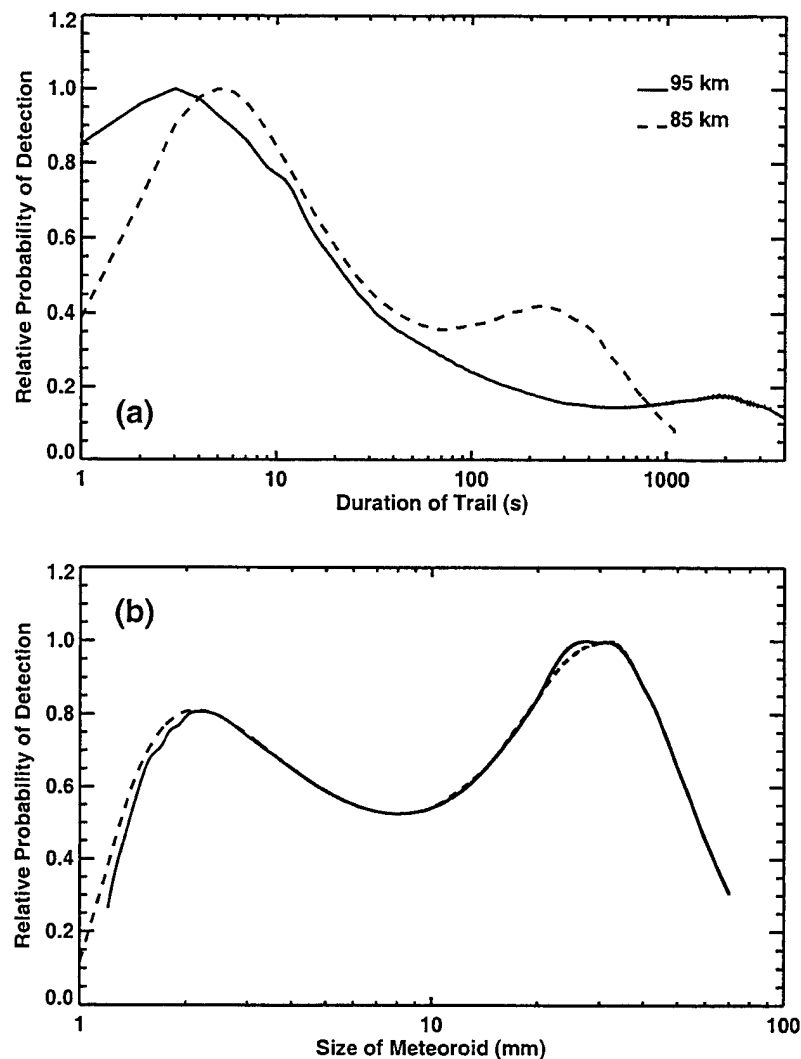 1.2
1.0
0.8
0.6
0.4
0.2
0.0
Relative Probability of Detection
95 km
85 km
(a)
1 10 100 1000
Duration of Trail (s)
1.2
1.0
0.8
0.6
0.4
0.2
0.0
Relative Probability of Detection
(b)
1 10 100
Size of Meteoroid (mm)